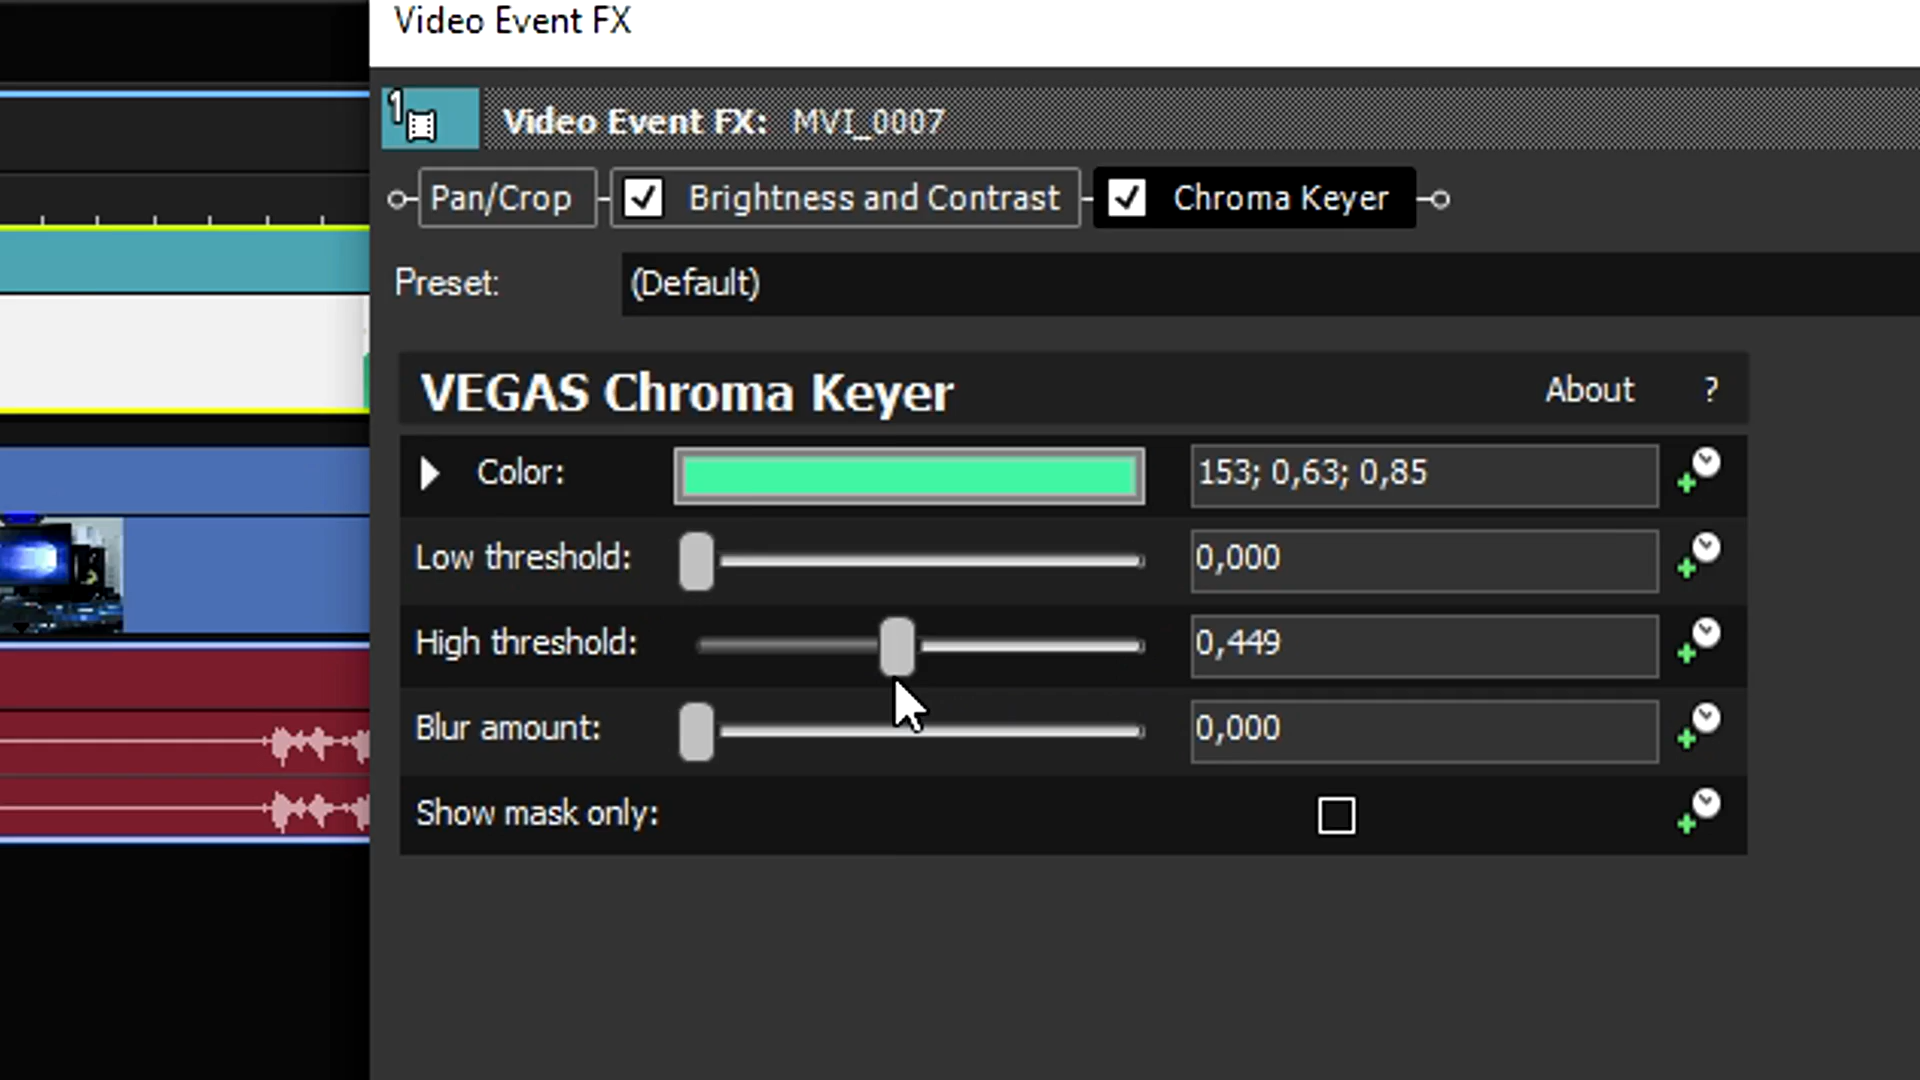 Video Event FX
1
Video Event FX: MVI_0007
Pan/Crop
Brightness and Contrast
Chroma Keyer
Preset:
(Default)
VEGAS Chroma Keyer
About
?
Color:
153; 0,63; 0,85
Low threshold:
0,000
High threshold:
0,449
Blur amount:
0,000
Show mask only: